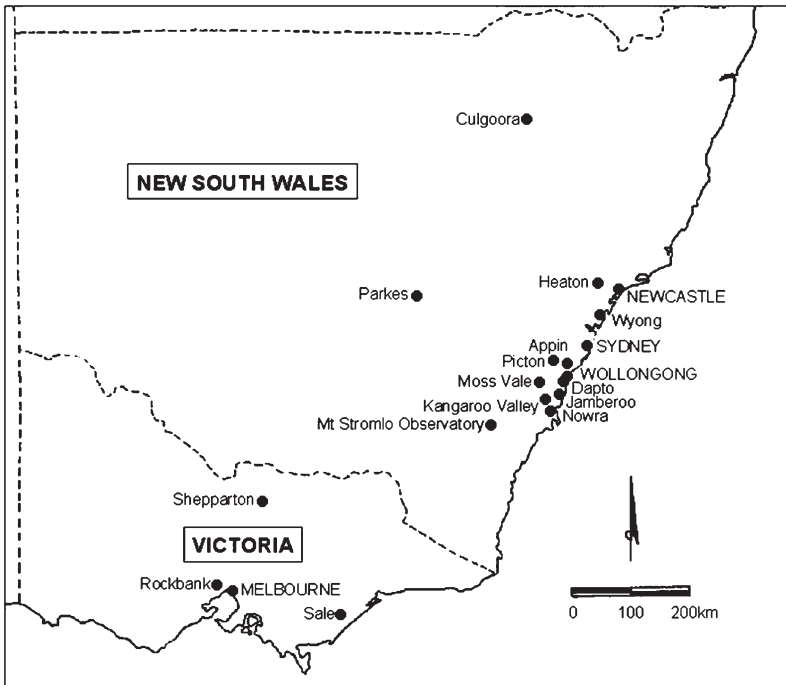 Culgoora
NEW SOUTH WALES
Heaton
Parkes
NEWCASTLE
Wyong
Appin
SYDNEY
Picton
WOLLONGONG
Moss Vale
Dapto
Kangaroo Valley
Jamberoo
Nowra
Mt Stromlo Observatory
Shepparton
VICTORIA
Rockbank
MELBOURNE
Sale
0 100 200km